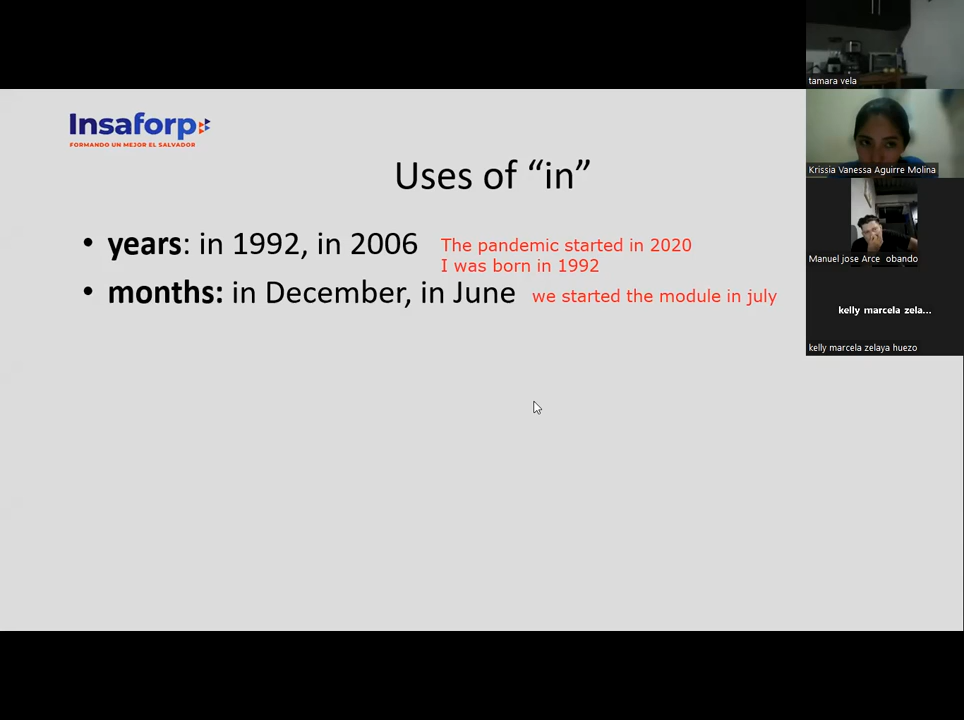 tamara vela
Insaforp
FORMANDO UN MEJOR EL SALVADOR
Krissia Vanessa Aguirre Molina
Uses of “in”
• years: in 1992, in 2006
The pandemic started in 2020
I was born in 1992
Manuel jose Arce obando
• months: in December, in June
we started the module in july
kelly marcela zela...
kelly marcela zelaya huezo